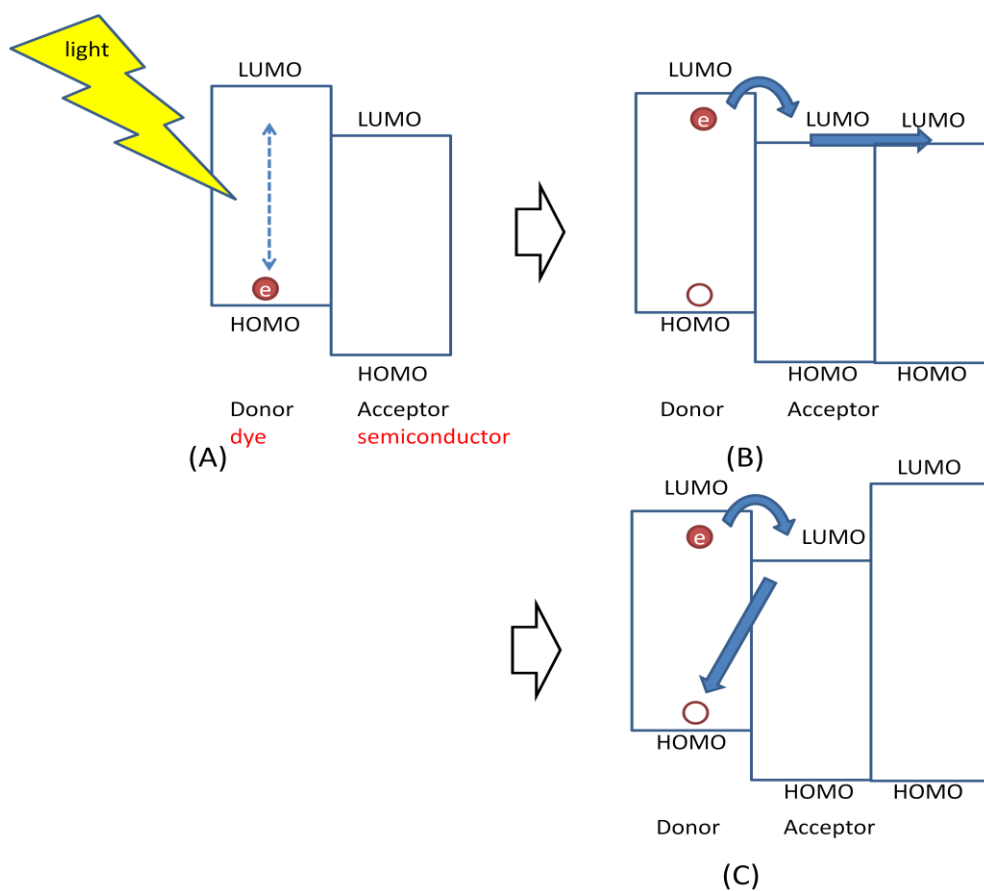 light
LUMO
LUMO
e
HOMO
HOMO
Donor Acceptor
dye semiconductor
(A)
LUMO
e
LUMO LUMO
HOMO
HOMO HOMO
Donor Acceptor
(B)
LUMO
LUMO
e
LUMO
HOMO
HOMO HOMO
Donor Acceptor
(C)